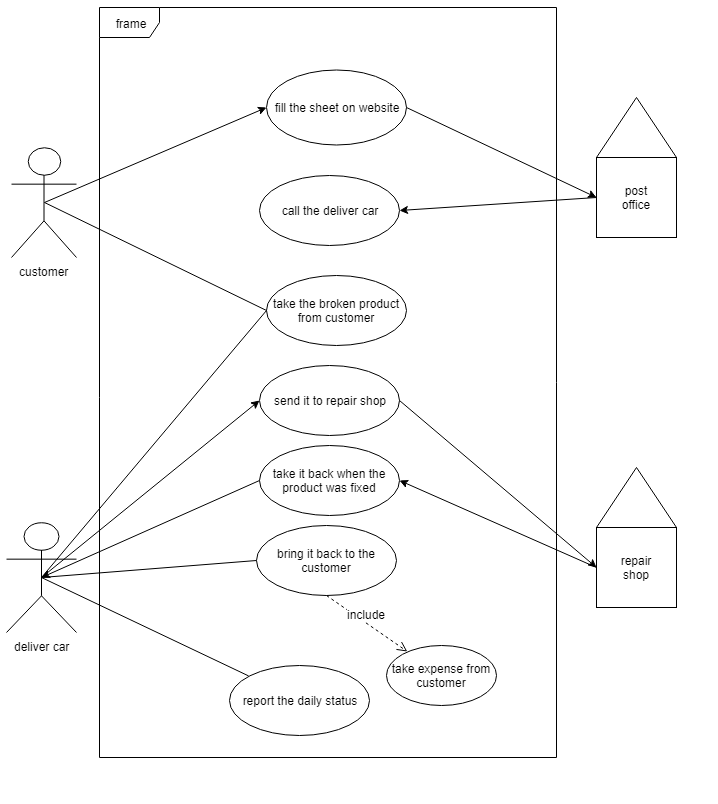 frame
fill the sheet on website
post
office
call the deliver car
customer
take the broken product
from customer
send it to repair shop
take it back when the
product was fixed
bring it back to the
customer
repair
shop
include
deliver car
take expense from
customer
report the daily status